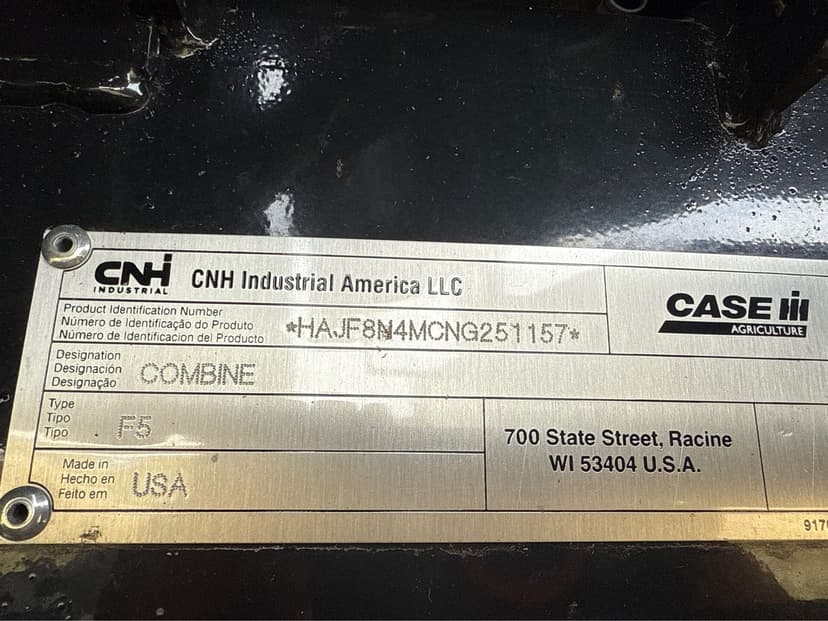 CNH
INDUSTRIAL
CNH Industrial America LLC
CASE IH
AGRICULTURE
Product Identification Number
Número de Identificação do Produto
Número de Identificacion del Producto
*HAJF8N4MCNG251157*
Designation
Designación
Designação
COMBINE
Type
Tipo
Tipo
F5
700 State Street, Racine
WI 53404 U.S.A.
Made in
Hecho en
Feito em
USA